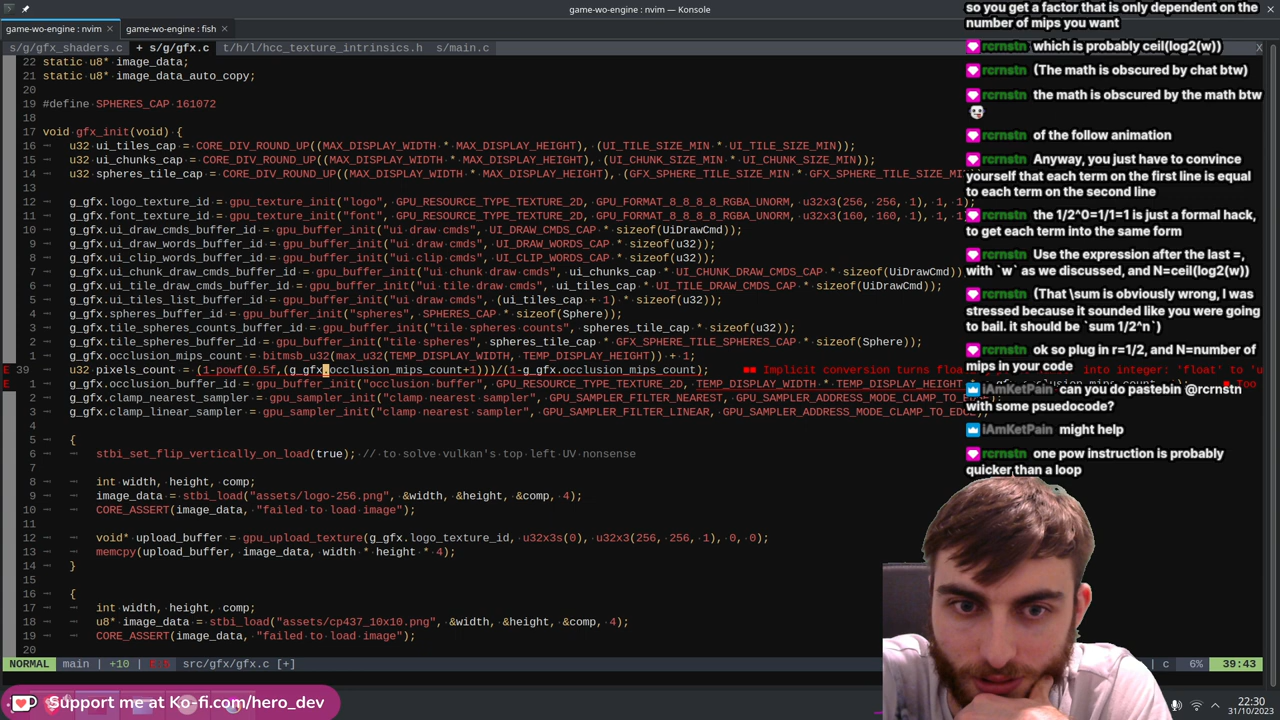 game-wo-engine : nvim — Konsole
game-wo-engine : nvim
game-wo-engine : fish
s/g/gfx_shaders.c + s/g/gfx.c t/h/l/hcc_texture_intrinsics.h s/main.c
22 static u8* image_data;
21 static u8* image_data_auto_copy;
20
19 #define SPHERES_CAP 161072
18
17 void gfx_init(void) {
16 u32 ui_tiles_cap = CORE_DIV_ROUND_UP((MAX_DISPLAY_WIDTH * MAX_DISPLAY_HEIGHT), (UI_TILE_SIZE_MIN * UI_TILE_SIZE_MIN);
15 u32 ui_chunks_cap = CORE_DIV_ROUND_UP((MAX_DISPLAY_WIDTH * MAX_DISPLAY_HEIGHT), (UI_CHUNK_SIZE_MIN * UI_CHUNK_SIZE_MIN);
14 u32 spheres_tile_cap = CORE_DIV_ROUND_UP((MAX_DISPLAY_WIDTH * MAX_DISPLAY_HEIGHT), (GFX_SPHERE_TILE_SIZE_MIN * GFX_SPHERE_TILE_SIZE_MI
13
12 g_gfx.logo_texture_id = gpu_texture_init("logo", GPU_RESOURCE_TYPE_TEXTURE_2D, GPU_FORMAT_8_8_8_8_RGBA_UNORM, u32x3(256, 256, 1), 1, 1,
11 g_gfx.font_texture_id = gpu_texture_init("font", GPU_RESOURCE_TYPE_TEXTURE_2D, GPU_FORMAT_8_8_8_8_RGBA_UNORM, u32x3(160, 160, 1), 1, 1,
10 g_gfx.ui_draw_cmds_buffer_id = gpu_buffer_init("ui draw cmds", UI_DRAW_CMDS_CAP * sizeof(UiDrawCmd));
9 g_gfx.ui_draw_words_buffer_id = gpu_buffer_init("ui draw cmds", UI_DRAW_WORDS_CAP * sizeof(u32));
8 g_gfx.ui_clip_words_buffer_id = gpu_buffer_init("ui draw cmds", UI_CLIP_WORDS_CAP * sizeof(u32));
7 g_gfx.ui_chunk_draw_cmds_buffer_id = gpu_buffer_init("ui chunk draw cmds", ui_chunks_cap * UI_CHUNK_DRAW_CMDS_CAP * sizeof(UiDrawCmd)
6 g_gfx.ui_tile_draw_cmds_buffer_id = gpu_buffer_init("ui tile draw cmds", ui_tiles_cap * UI_TILE_DRAW_CMDS_CAP * sizeof(UiDrawCmd));
5 g_gfx.ui_tiles_list_buffer_id = gpu_buffer_init("ui draw cmds", (ui_tiles_cap + 1) * sizeof(u32));
4 g_gfx.spheres_buffer_id = gpu_buffer_init("spheres", SPHERES_CAP * sizeof(Sphere));
3 g_gfx.tile_spheres_counts_buffer_id = gpu_buffer_init("tile spheres counts", spheres_tile_cap * sizeof(u32));
2 g_gfx.tile_spheres_buffer_id = gpu_buffer_init("tile spheres", spheres_tile_cap * GFX_TILE_SPHERES_CAP * sizeof(Sphere));
1 g_gfx.occlusion_mips_count = bitmsb_u32(max_u32(TEMP_DISPLAY_WIDTH, TEMP_DISPLAY_HEIGHT)) + 1;
E 39 u32 pixels_count = (1-powf(0.5f,(g_gfx.occlusion_mips_count+1)))/(1-g_gfx.occlusion_mips_count); ■■ Implicit conversion turns floa into integer: 'float' to 'u
E 1 g_gfx.occlusion_buffer_id = gpu_buffer_init("occlusion buffer", GPU_RESOURCE_TYPE_TEXTURE_2D, TEMP_DISPLAY_WIDTH * TEMP_DISPLAY_HEIGHT
2 g_gfx.clamp_nearest_sampler_id = gpu_sampler_init("clamp nearest sampler", GPU_SAMPLER_FILTER_NEAREST, GPU_SAMPLER_ADDRESS_MODE_CLAMP_TO
3 g_gfx.clamp_linear_sampler_id = gpu_sampler_init("clamp nearest sampler", GPU_SAMPLER_FILTER_LINEAR, GPU_SAMPLER_ADDRESS_MODE_CLAMP_TO
4
5 {
6 stbi_set_flip_vertically_on_load(true); // to solve vulkan's top left UV nonsense
7
8 int width, height, comp;
9 image_data = stbi_load("assets/logo-256.png", &width, &height, &comp, 4);
10 CORE_ASSERT(image_data, "failed to load image");
11
12 void* upload_buffer = gpu_upload_texture(g_gfx.logo_texture_id, u32x3s(0), u32x3(256, 256, 1), 0, 0);
13 memcpy(upload_buffer, image_data, width * height * 4);
14 }
15
16 {
17 int width, height, comp;
18 u8* image_data = stbi_load("assets/cp437_10x10.png", &width, &height, &comp, 4);
19 CORE_ASSERT(image_data, "failed to load image");
20
NORMAL main | +10 | src/gfx/gfx.c [+] | c 6% 39:43
Support me at Ko-fi.com/hero_dev
22:30
31/10/2023
so you get a factor that is only dependent on the
number of mips you want
rcrnstn which is probably ceil(log2(w))
rcrnstn (The math is obscured by chat btw)
rcrnstn the math is obscured by the math btw
rcrnstn of the follow animation
rcrnstn Anyway, you just have to convince
yourself that each term on the first line is equal
to each term on the second line
rcrnstn the 1/2^0=1/1=1 is just a formal hack,
to get each term into the same form
rcrnstn Use the expression after the last =,
with `w` as we discussed, and N=ceil(log2(w))
rcrnstn (That \sum is obviously wrong, I was
stressed because it sounded like you were going
to bail. it should be `sum 1/2^n`)
rcrnstn ok so plug in r=1/2, and N=number of
mips in your code
iAmKetPain can you do pastebin @rcrnstn
with some psuedocode?
iAmKetPain might help
rcrnstn one pow instruction is probably
quicker than a loop